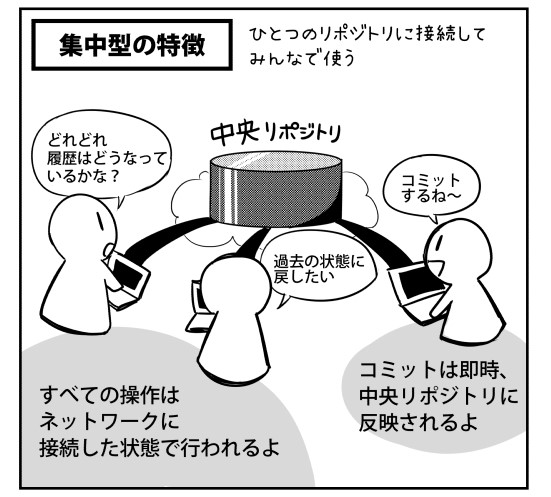 集中型の特徴
ひとつのリポジトリに接続して
みんなで使う
中央リポジトリ
どれどれ
履歴はどうなって
いるかな？
コミット
するね～
過去の状態に
戻したい
すべての操作は
ネットワークに
接続した状態で行われるよ
コミットは即時、
中央リポジトリに
反映されるよ